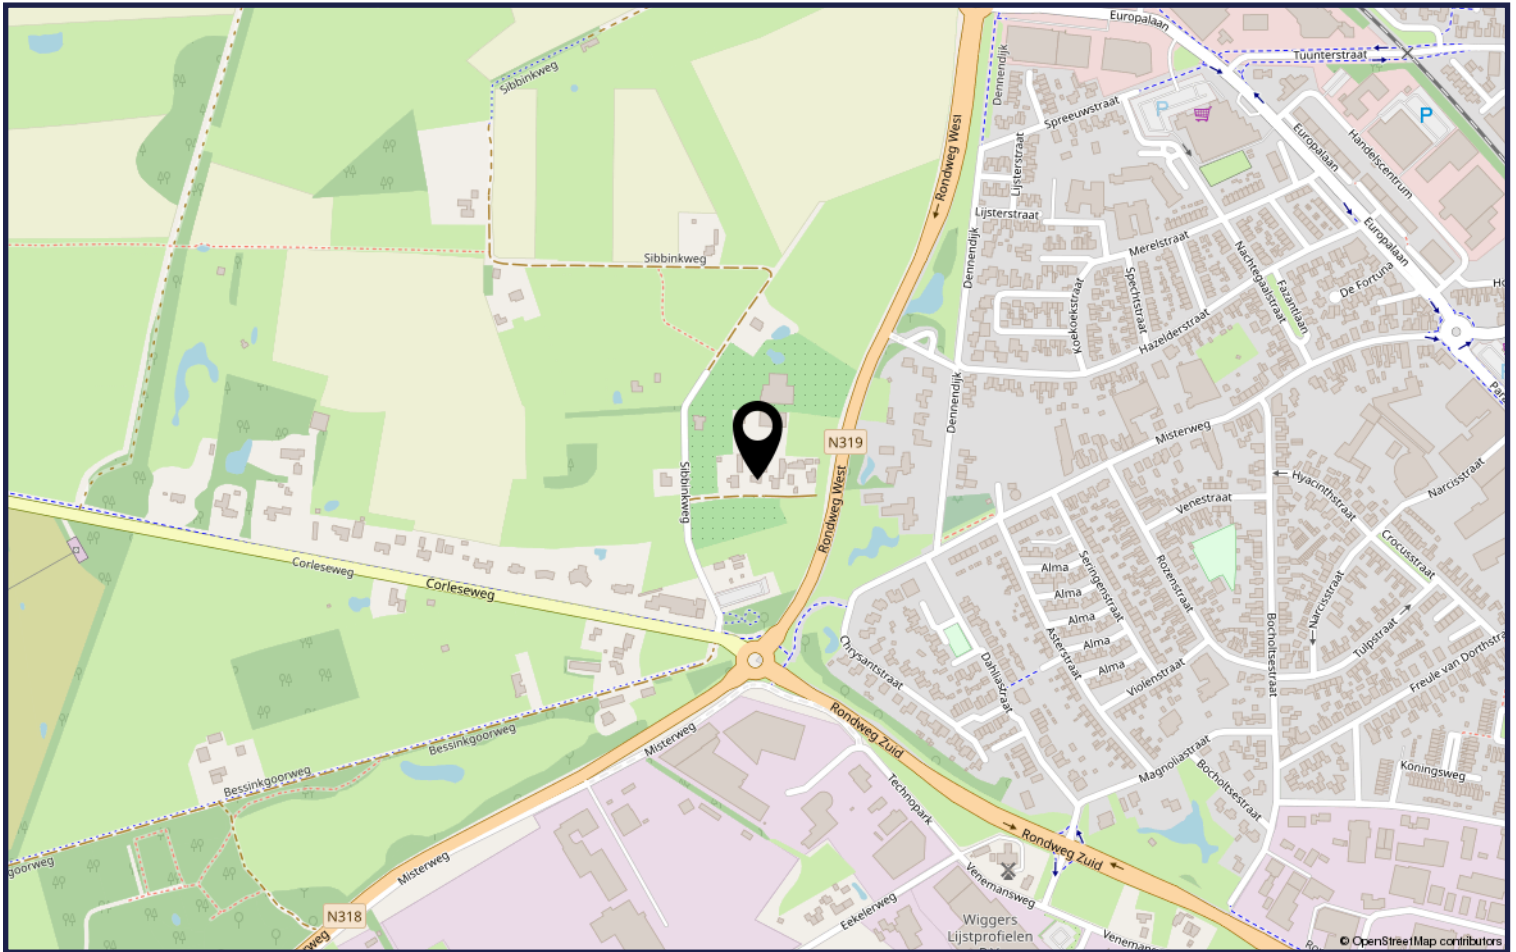 Europalaan
Tuunterstraat
Sibbinkweg
Dennendijk
Spreeuwstraat
P
P
Europalaan
Handelscentrum
Rondweg West
Lijsterstraat
Lijsterstraat
Merelstraat
Europalaan
Sibbinkweg
Dennendijk
Spechtstraat
Nachtegaalstraat
Fazantlaan
De Fortuna
Koekoekstraat
Hazelderstraat
Dennendijk
Misterweg
N319
Sibbinkweg
Rondweg West
Hyacinthstraat
Narcisstraat
Venestraat
Crocusstraat
Corleseweg
Corleseweg
Alma
Alma
Alma
Alma
Alma
Seringenstraat
Rozenstraat
Asterstraat
Narcisstraat
Tulpstraat
Bocholtsestraat
Freule van Dorthstra
Chrysantstraat
Dahliastraat
Violenstraat
Rondweg Zuid
Misterweg
Bessinkgoorweg
Bessinkgoorweg
Magnoliastraat
Bocholtsestraat
Koningsweg
Technopark
Rondweg Zuid
goorweg
Misterweg
Venemansweg
Eekelerweg
N318
rweg
Wiggers
Lijstprofielen
© OpenStreetMap contributors